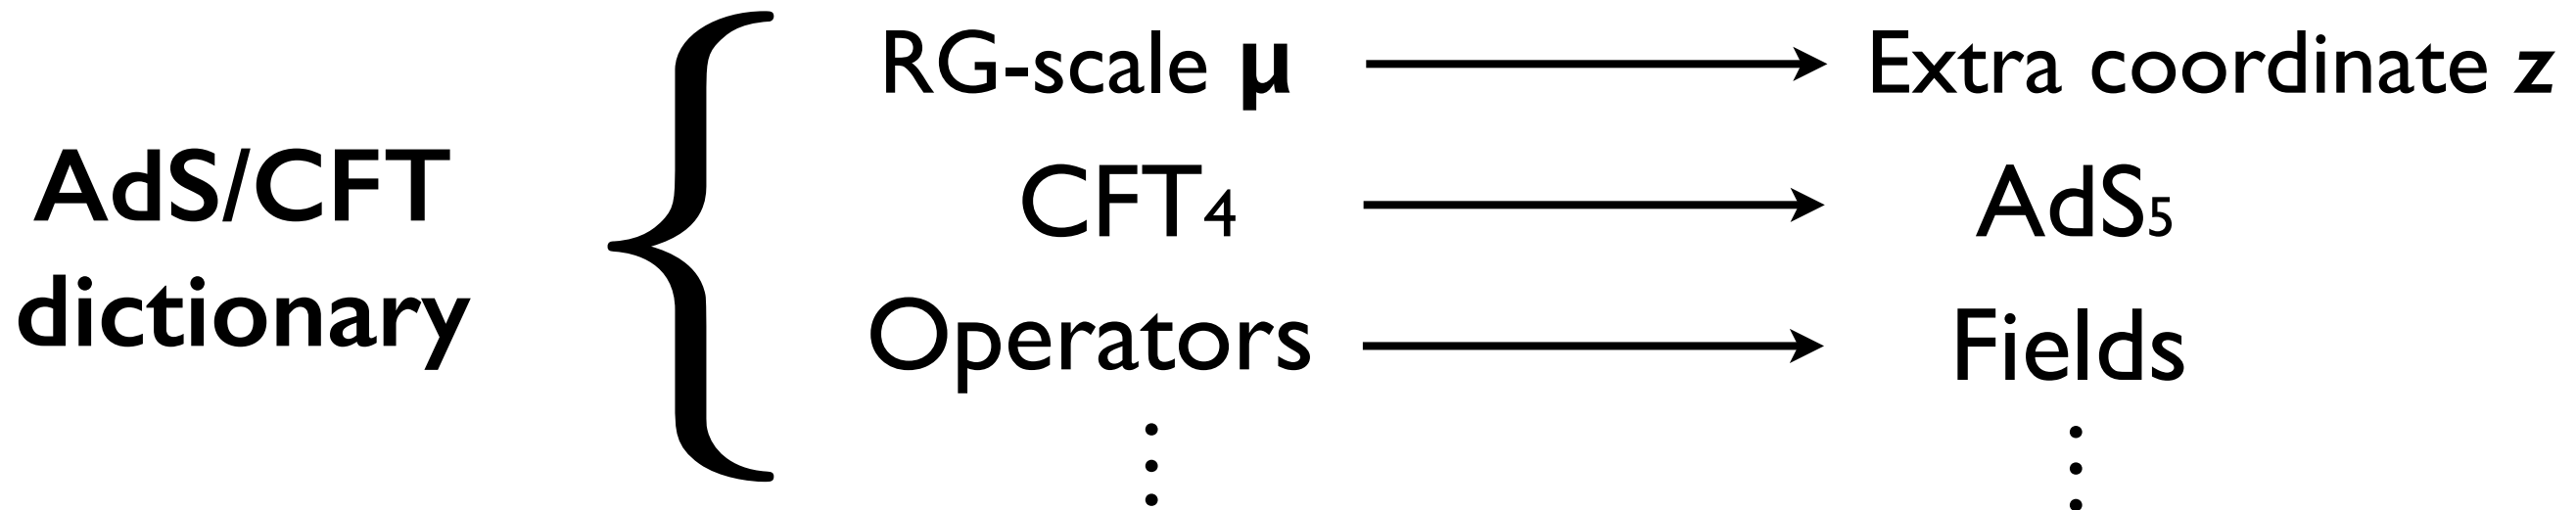 AdS/CFT
dictionary
RG-scale μ
Extra coordinate z
CFT4
AdS5
Operators
Fields